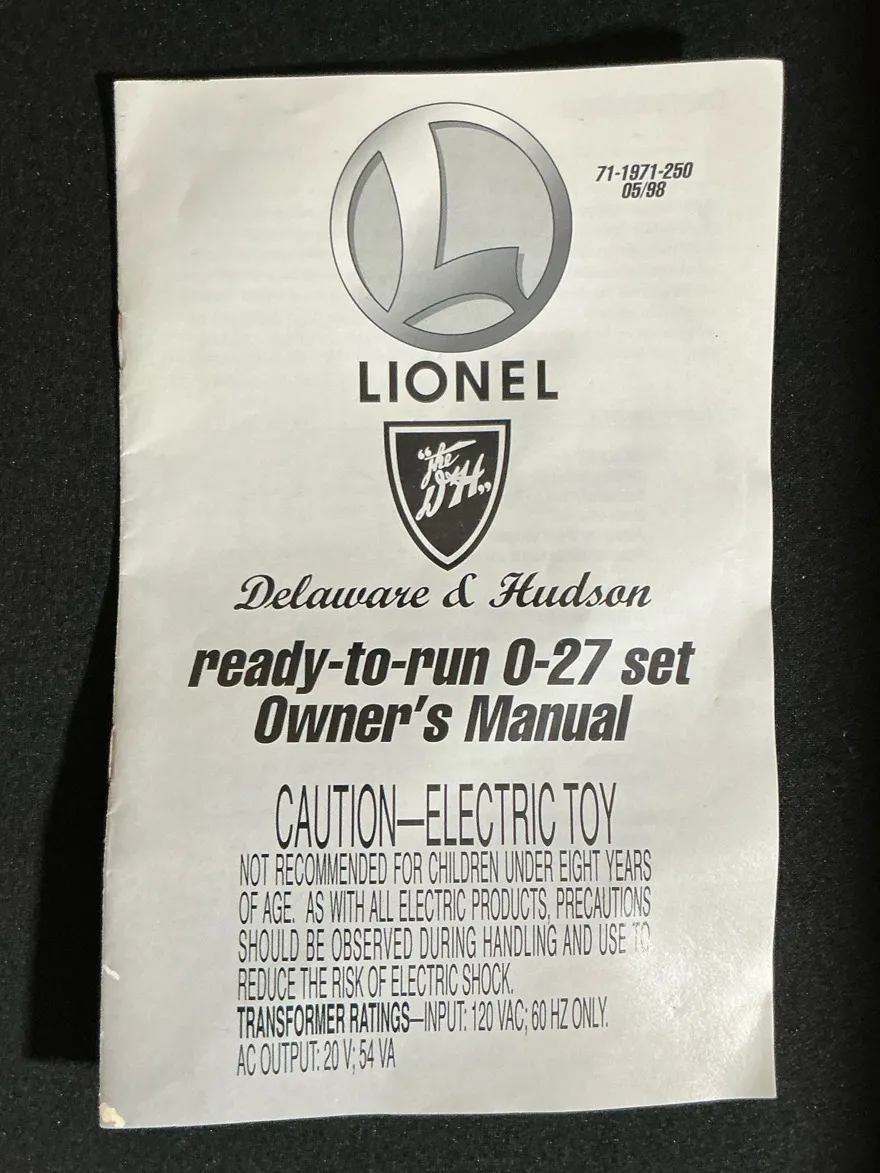 71-1971-250
05/98
LIONEL
"The
D&H"
Delaware & Hudson
ready-to-run 0-27 set
Owner's Manual
CAUTION—ELECTRIC TOY
NOT RECOMMENDED FOR CHILDREN UNDER EIGHT YEARS
OF AGE. AS WITH ALL ELECTRIC PRODUCTS, PRECAUTIONS
SHOULD BE OBSERVED DURING HANDLING AND USE TO
REDUCE THE RISK OF ELECTRIC SHOCK.
TRANSFORMER RATINGS—INPUT: 120 VAC; 60 HZ ONLY.
AC OUTPUT: 20 V; 54 VA